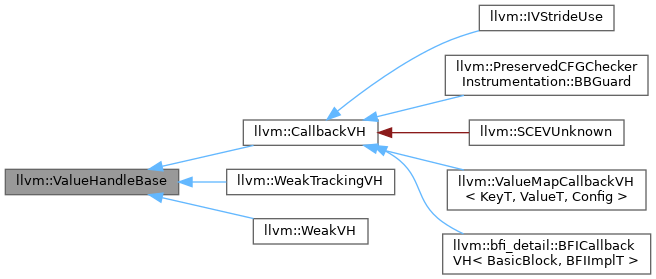 llvm::IVStrideUse
llvm::PreservedCFGChecker
Instrumentation::BBGuard
llvm::CallbackVH
llvm::SCEVUnknown
llvm::ValueHandleBase
llvm::WeakTrackingVH
llvm::ValueMapCallbackVH
< KeyT, ValueT, Config >
llvm::WeakVH
llvm::bfi_detail::BFICallback
VH< BasicBlock, BFIImplT >